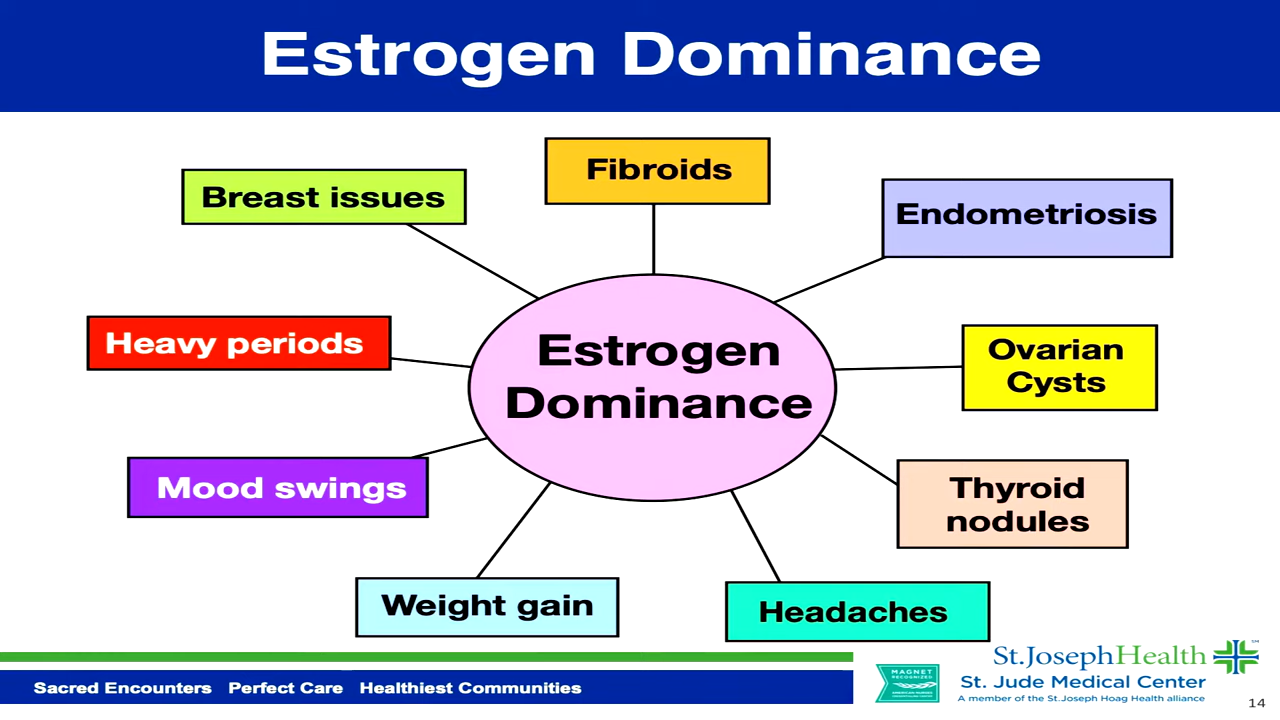 Estrogen Dominance
Fibroids
Breast issues
Endometriosis
Heavy periods
Estrogen
Dominance
Ovarian
Cysts
Mood swings
Thyroid
nodules
Weight gain
Headaches
Sacred Encounters Perfect Care Healthiest Communities
MAGNET
RECOGNIZED
St.JosephHealth
St. Jude Medical Center
A member of the St.Joseph Hoag Health alliance
14